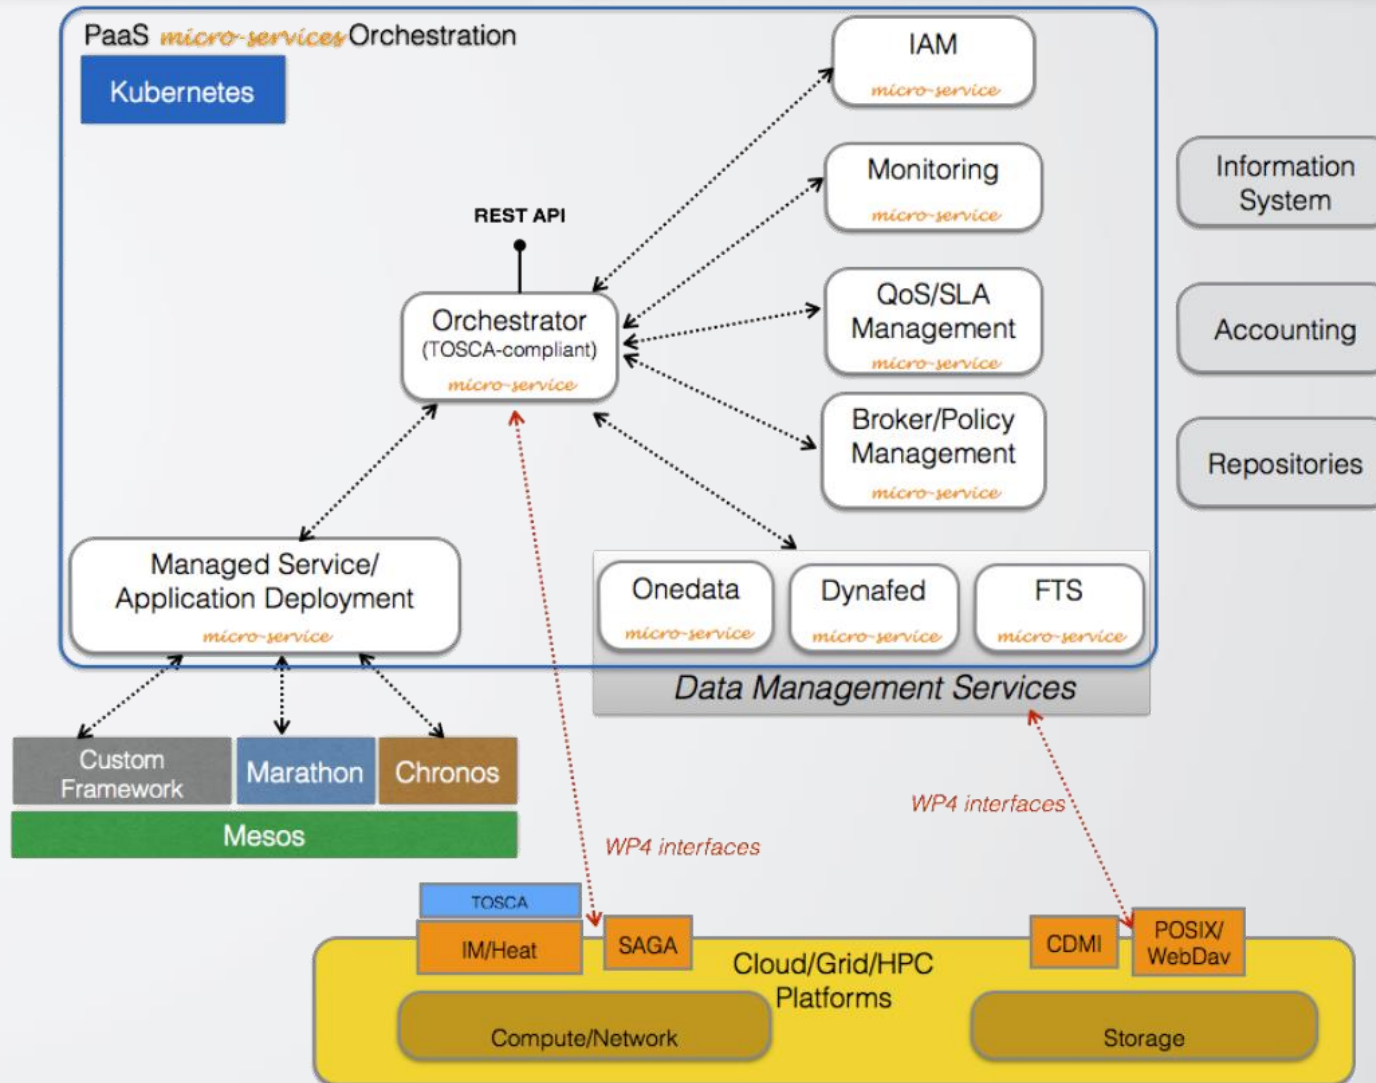 PaaS micro-services Orchestration
Kubernetes
IAM
micro-service
Monitoring
micro-service
Information
System
REST API
Orchestrator
(TOSCA-compliant)
micro-service
QoS/SLA
Management
micro-service
Accounting
Broker/Policy
Management
micro-service
Repositories
Managed Service/
Application Deployment
micro-service
Onedata
micro-service
Dynafed
micro-service
FTS
micro-service
Data Management Services
Custom
Framework
Marathon
Chronos
Mesos
WP4 interfaces
WP4 interfaces
TOSCA
IM/Heat
SAGA
Cloud/Grid/HPC
Platforms
CDMI
POSIX/
WebDav
Compute/Network
Storage